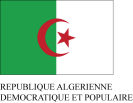 REPUBLIQUE ALGERIENNE
DEMOCRATIQUE ET POPULAIRE